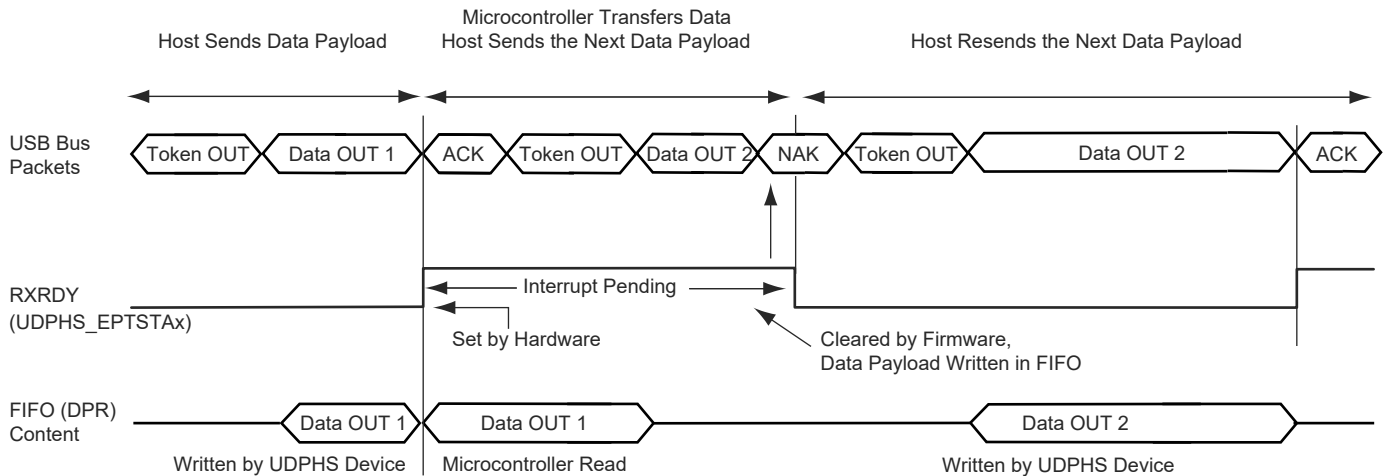 Microcontroller Transfers Data
Host Sends Data Payload
Host Sends the Next Data Payload
Host Resends the Next Data Payload
USB Bus
Packets
Token OUT
Data OUT 1
ACK
Token OUT
Data OUT 2
NAK
Token OUT
Data OUT 2
ACK
RXRDY
(UDPHS_EPTSTAx)
Interrupt Pending
Set by Hardware
Cleared by Firmware,
Data Payload Written in FIFO
FIFO (DPR)
Content
Data OUT 1
Data OUT 1
Data OUT 2
Written by UDPHS Device
Microcontroller Read
Written by UDPHS Device